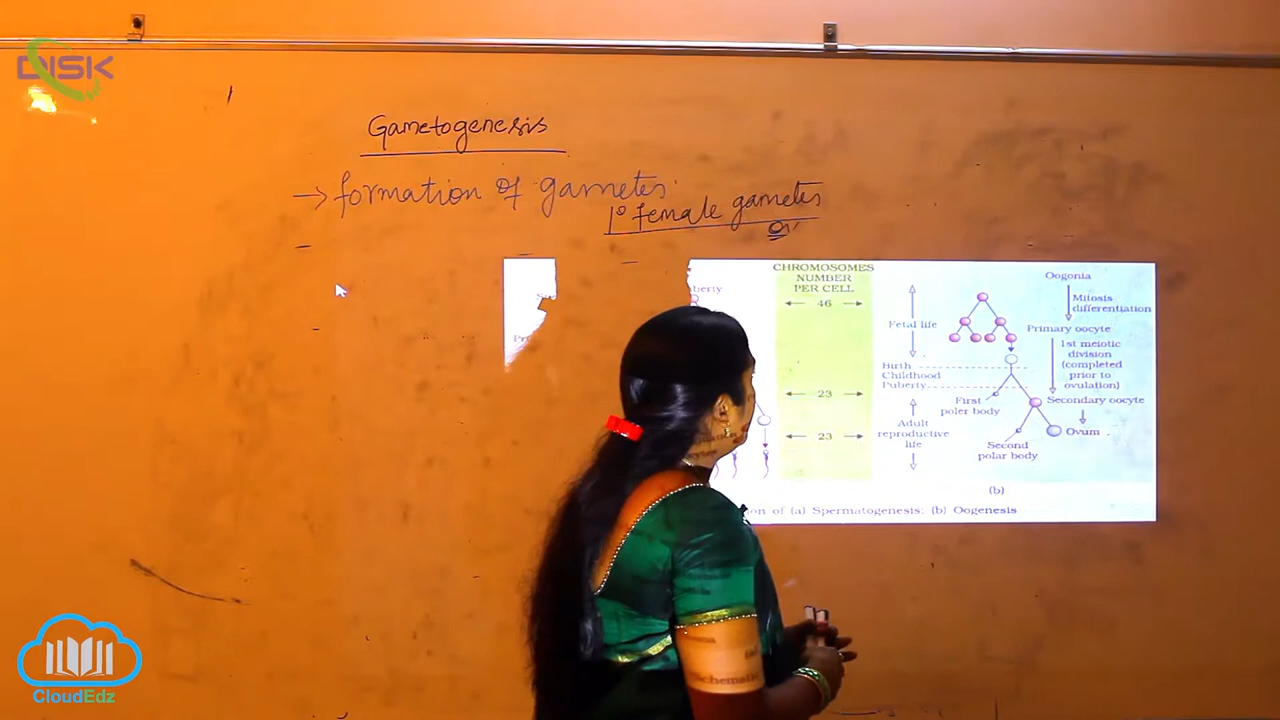 DISK
Gametogenesis
→ formation of gametes.
1° female gametes
CHROMOSOMES
NUMBER
PER CELL
46
23
23
Fetal life
Birth
Childhood
Puberty
Adult
reproductive
life
First
poler body
Second
polar body
Oogonia
Mitosis
differentiation
Primary oocyte
1st meiotic
division
(completed
prior to
ovulation)
Secondary oocyte
Ovum
(b)
of (a) Spermatogenesis; (b) Oogenesis
Schematic
CloudEdz